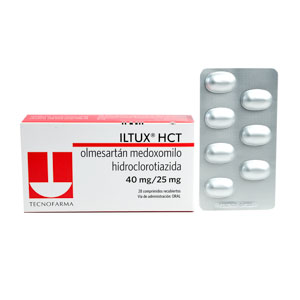 ILTUX® HCT
olmesartán medoxomilo
hidroclorotiazida
40 mg/25 mg
28 comprimidos recubiertos
Vía de administración: ORAL
TECNOFARMA